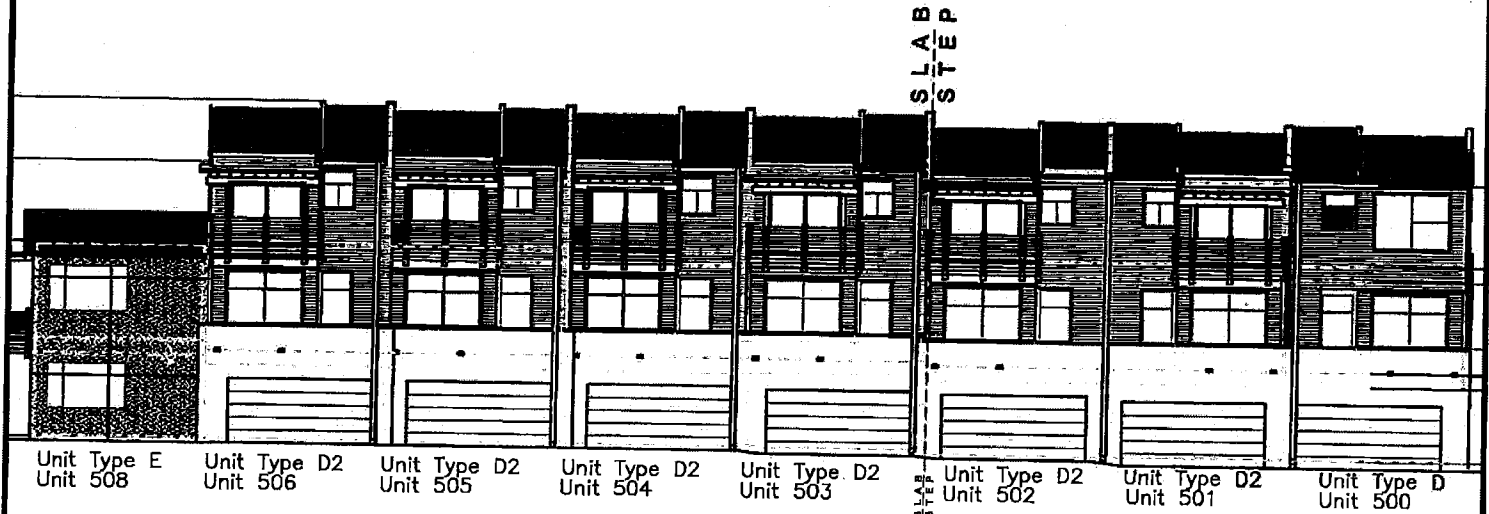 SLAB
STEP
Unit Type E
Unit 508
Unit Type D2
Unit 506
Unit Type D2
Unit 505
Unit Type D2
Unit 504
Unit Type D2
Unit 503
SLAB
STEP
Unit Type D2
Unit 502
Unit Type D2
Unit 501
Unit Type D
Unit 500